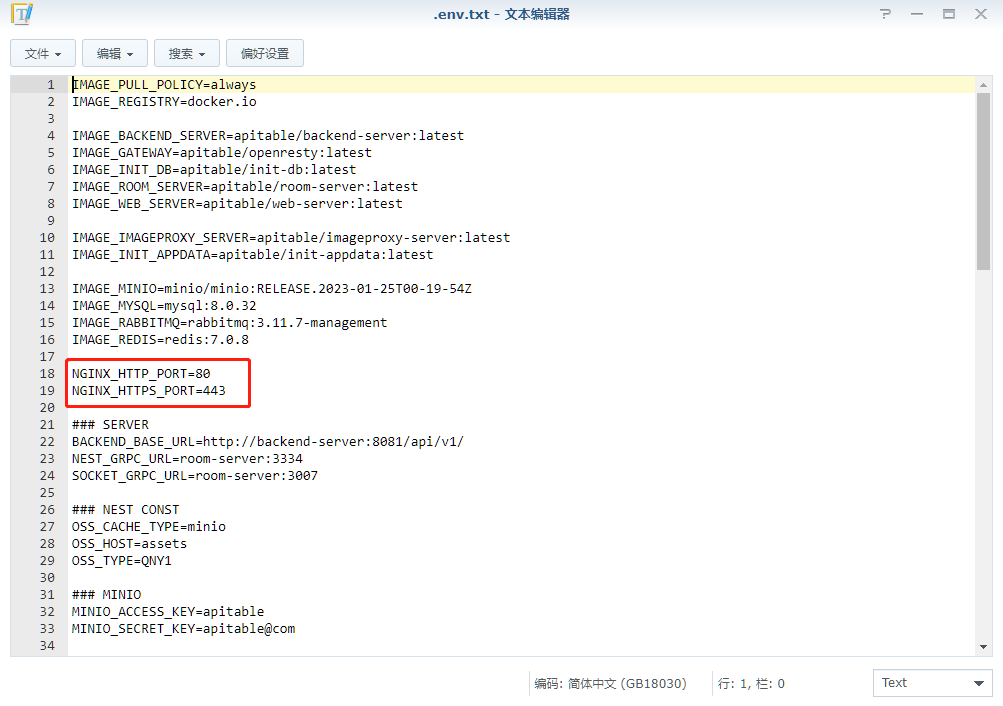 .env.txt - 文本编辑器
文件 编辑 搜索 偏好设置
1 IMAGE_PULL_POLICY=always
2 IMAGE_REGISTRY=docker.io
3
4 IMAGE_BACKEND_SERVER=apitable/backend-server:latest
5 IMAGE_GATEWAY=apitable/openresty:latest
6 IMAGE_INIT_DB=apitable/init-db:latest
7 IMAGE_ROOM_SERVER=apitable/room-server:latest
8 IMAGE_WEB_SERVER=apitable/web-server:latest
9
10 IMAGE_IMAGEPROXY_SERVER=apitable/imageproxy-server:latest
11 IMAGE_INIT_APPDATA=apitable/init-appdata:latest
12
13 IMAGE_MINIO=minio/minio:RELEASE.2023-01-25T00-19-54Z
14 IMAGE_MYSQL=mysql:8.0.32
15 IMAGE_RABBITMQ=rabbitmq:3.11.7-management
16 IMAGE_REDIS=redis:7.0.8
17
18 NGINX_HTTP_PORT=80
19 NGINX_HTTPS_PORT=443
20
21 ### SERVER
22 BACKEND_BASE_URL=http://backend-server:8081/api/v1/
23 NEST_GRPC_URL=room-server:3334
24 SOCKET_GRPC_URL=room-server:3007
25
26 ### NEST CONST
27 OSS_CACHE_TYPE=minio
28 OSS_HOST=assets
29 OSS_TYPE=QNY1
30
31 ### MINIO
32 MINIO_ACCESS_KEY=apitable
33 MINIO_SECRET_KEY=apitable@com
34
编码: 简体中文 (GB18030) 行: 1, 栏: 0 Text